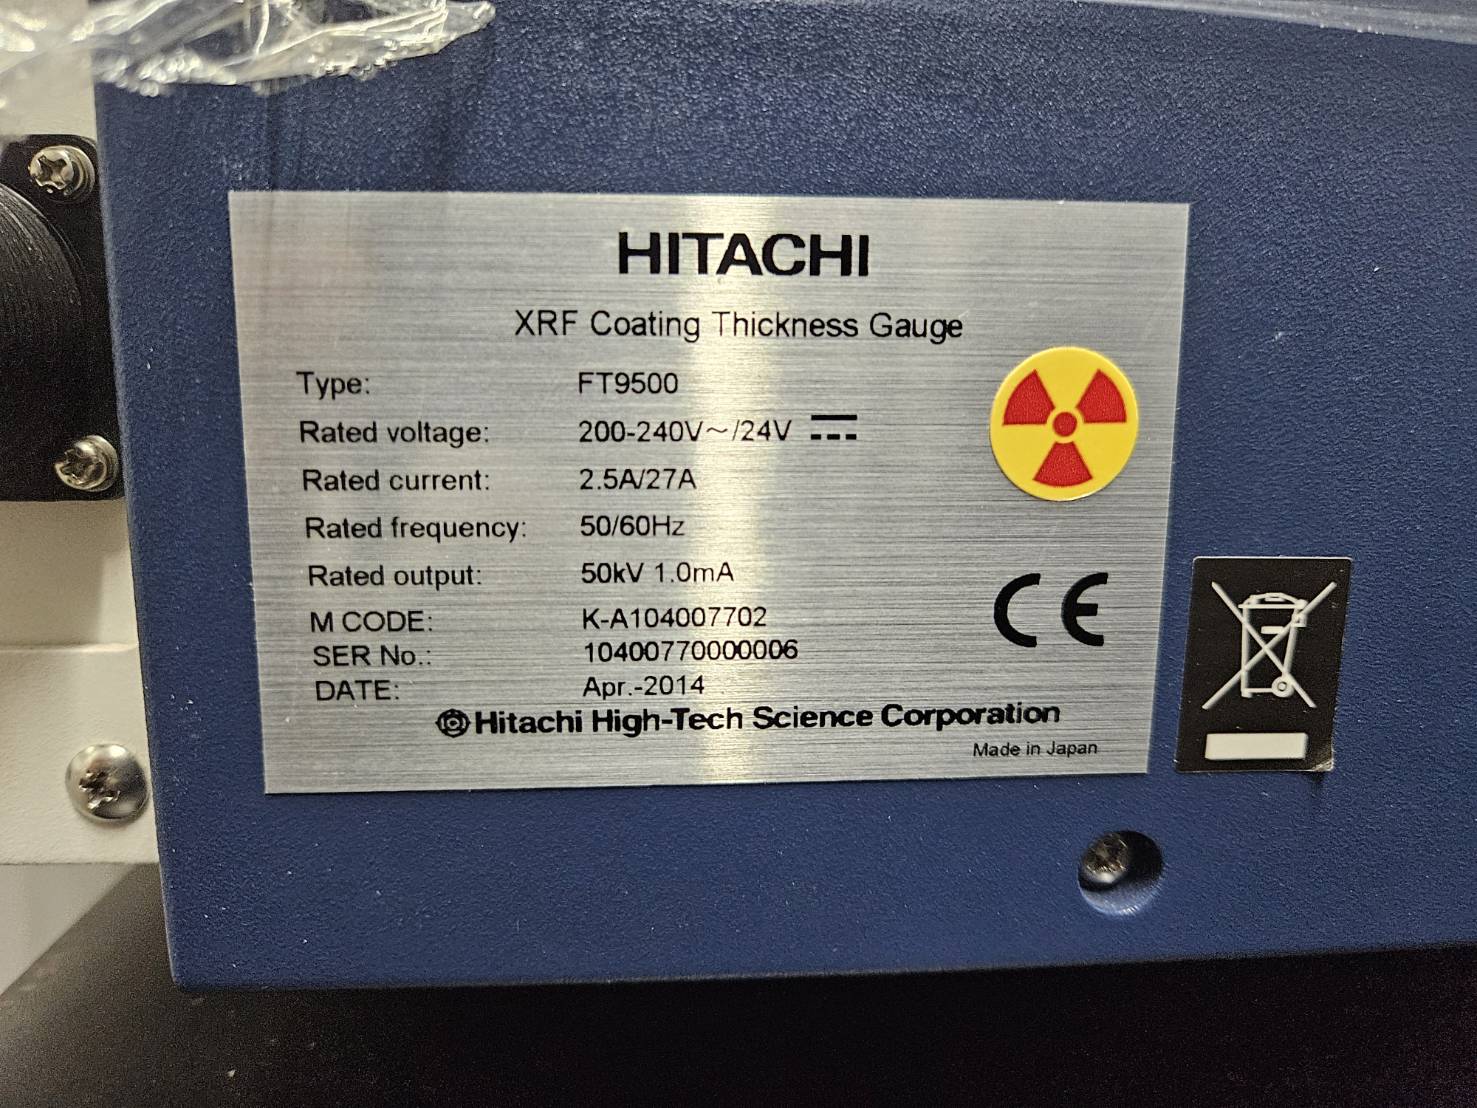 HITACHI
XRF Coating Thickness Gauge
Type: FT9500
Rated voltage: 200-240V～/24V ⎓
Rated current: 2.5A/27A
Rated frequency: 50/60Hz
Rated output: 50kV 1.0mA
M CODE: K-A104007702
SER No.: 10400770000006
DATE: Apr.-2014
CE
Hitachi High-Tech Science Corporation
Made in Japan